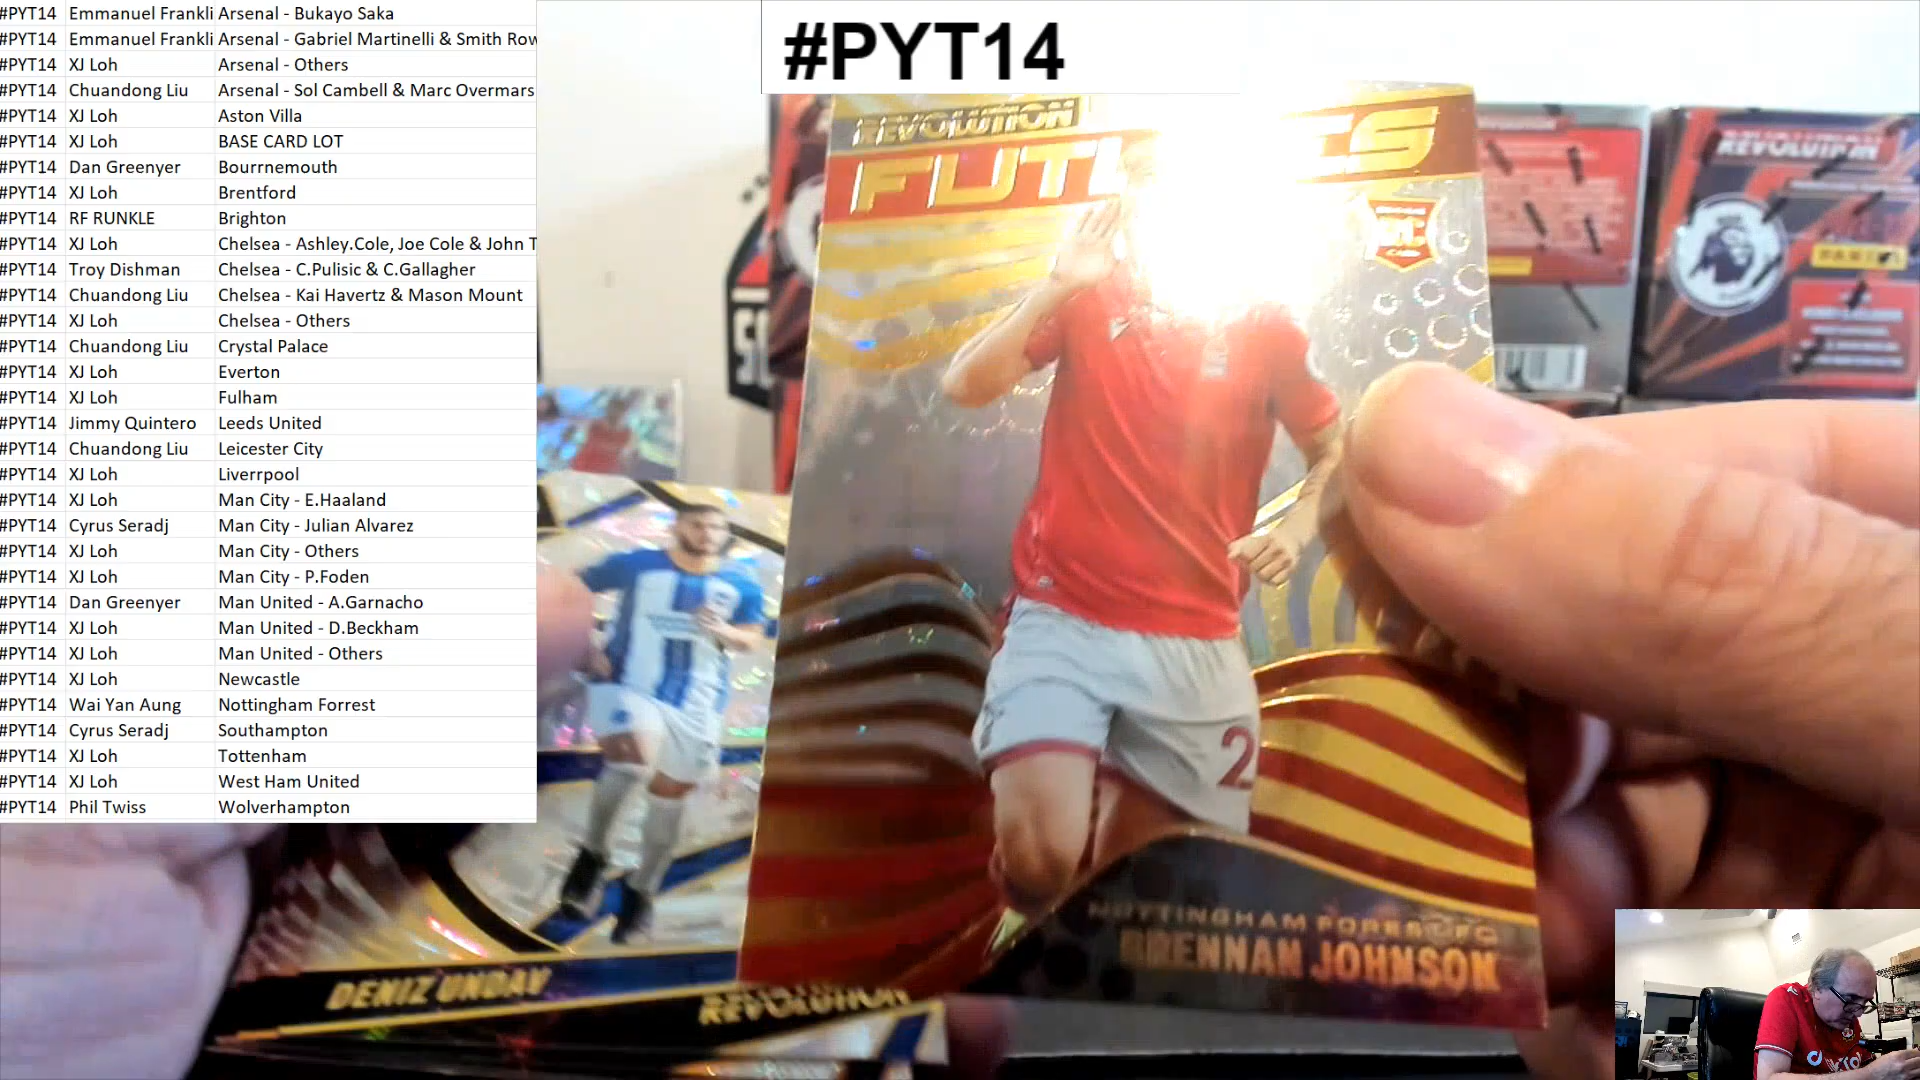 #PYT14 Emmanuel Frankli Arsenal - Bukayo Saka
#PYT14 Emmanuel Frankli Arsenal - Gabriel Martinelli & Smith Row
#PYT14 XJ Loh Arsenal - Others
#PYT14 Chuandong Liu Arsenal - Sol Cambell & Marc Overmars
#PYT14 XJ Loh Aston Villa
#PYT14 XJ Loh BASE CARD LOT
#PYT14 Dan Greenyer Bourrnemouth
#PYT14 XJ Loh Brentford
#PYT14 RF RUNKLE Brighton
#PYT14 XJ Loh Chelsea - Ashley.Cole, Joe Cole & John T
#PYT14 Troy Dishman Chelsea - C.Pulisic & C.Gallagher
#PYT14 Chuandong Liu Chelsea - Kai Havertz & Mason Mount
#PYT14 XJ Loh Chelsea - Others
#PYT14 Chuandong Liu Crystal Palace
#PYT14 XJ Loh Everton
#PYT14 XJ Loh Fulham
#PYT14 Jimmy Quintero Leeds United
#PYT14 Chuandong Liu Leicester City
#PYT14 XJ Loh Liverrpool
#PYT14 XJ Loh Man City - E.Haaland
#PYT14 Cyrus Seradj Man City - Julian Alvarez
#PYT14 XJ Loh Man City - Others
#PYT14 XJ Loh Man City - P.Foden
#PYT14 Dan Greenyer Man United - A.Garnacho
#PYT14 XJ Loh Man United - D.Beckham
#PYT14 XJ Loh Man United - Others
#PYT14 XJ Loh Newcastle
#PYT14 Wai Yan Aung Nottingham Forrest
#PYT14 Cyrus Seradj Southampton
#PYT14 XJ Loh Tottenham
#PYT14 XJ Loh West Ham United
#PYT14 Phil Twiss Wolverhampton
#PYT14
REVOLUTION
REVOLUTION
PANINI
2
NOTTINGHAM FOREST FC
BRENNAN JOHNSON
DENIZ UNDAV
REVOLUTION